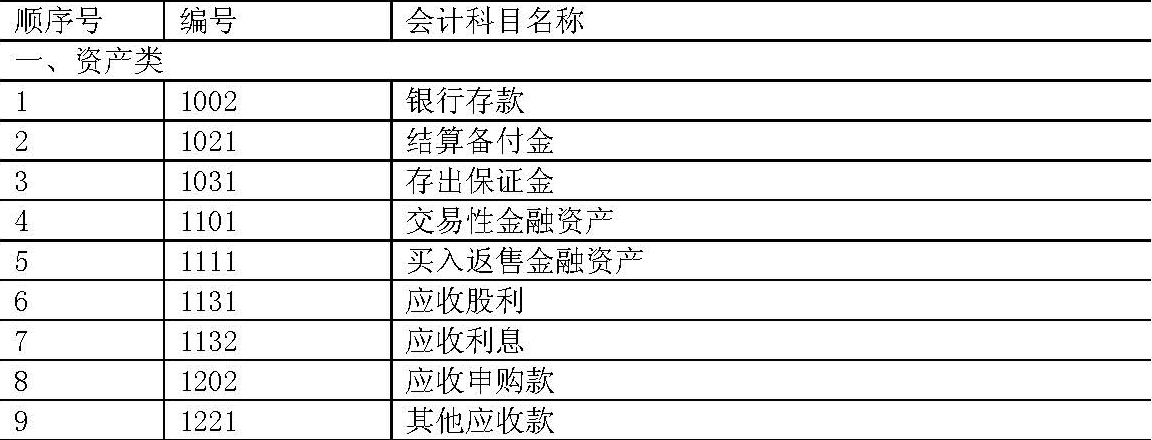 顺序号 编号 会计科目名称
一、资产类
1 1002 银行存款
2 1021 结算备付金
3 1031 存出保证金
4 1101 交易性金融资产
5 1111 买入返售金融资产
6 1131 应收股利
7 1132 应收利息
8 1202 应收申购款
9 1221 其他应收款